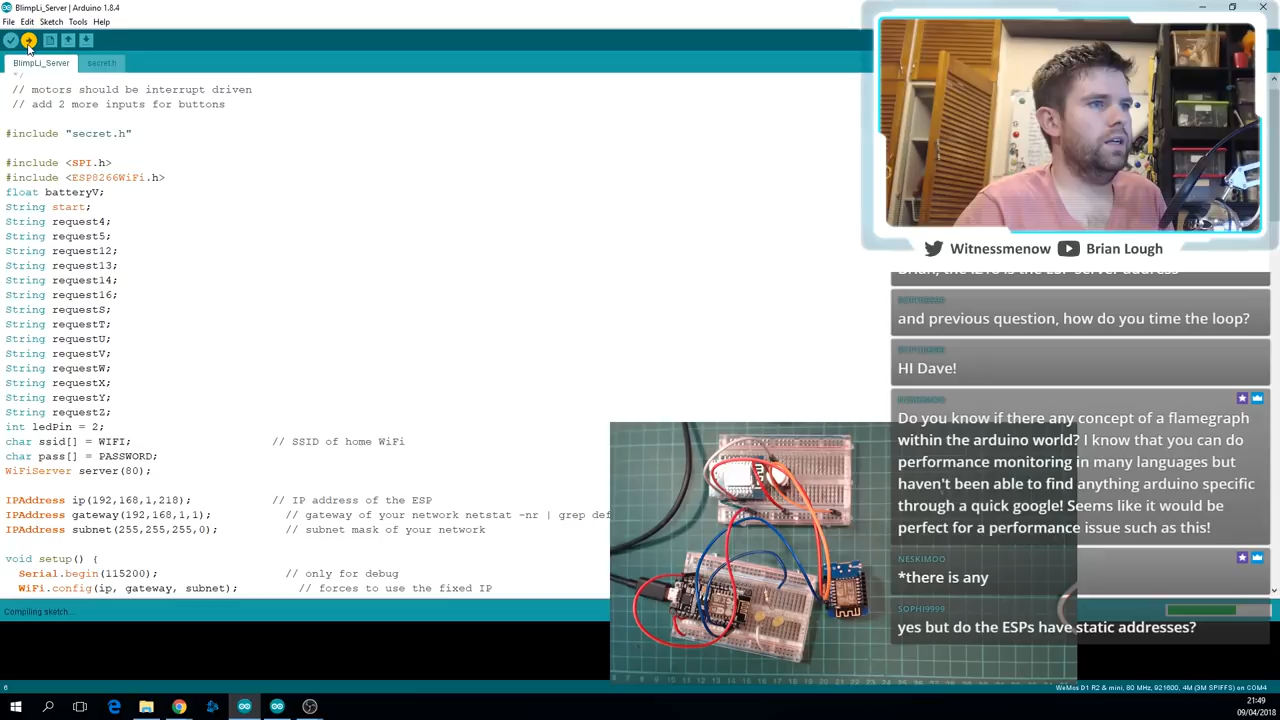 BlimpLi_Server | Arduino 1.8.4
File Edit Sketch Tools Help
BlimpLi_Server secret.h
*/
// motors should be interrupt driven
// add 2 more inputs for buttons
#include "secret.h"
#include <SPI.h>
#include <ESP8266WiFi.h>
float batteryV;
String start;
String request4;
String request5;
String request12;
String request13;
String request14;
String request16;
String requestS;
String requestT;
String requestU;
String requestV;
String requestW;
String requestX;
String requestY;
String requestZ;
int ledPin = 2;
char ssid[] = WIFI; // SSID of home WiFi
char pass[] = PASSWORD;
WiFiServer server(80);
IPAddress ip(192,168,1,218); // IP address of the ESP
IPAddress gateway(192,168,1,1); // gateway of your network netstat -nr | grep def
IPAddress subnet(255,255,255,0); // subnet mask of your network
void setup() {
Serial.begin(115200); // only for debug
WiFi.config(ip, gateway, subnet); // forces to use the fixed IP
Compiling sketch...
6
WeMos D1 R2 & mini, 80 MHz, 921600, 4M (3M SPIFFS) on COM4
21:49
09/04/2018
Witnessmenow Brian Lough
and previous question, how do you time the loop?
HI Dave!
Do you know if there any concept of a flamegraph
within the arduino world? I know that you can do
performance monitoring in many languages but
haven't been able to find anything arduino specific
through a quick google! Seems like it would be
perfect for a performance issue such as this!
NESKIMOO
*there is any
SOPHI9999
yes but do the ESPs have static addresses?